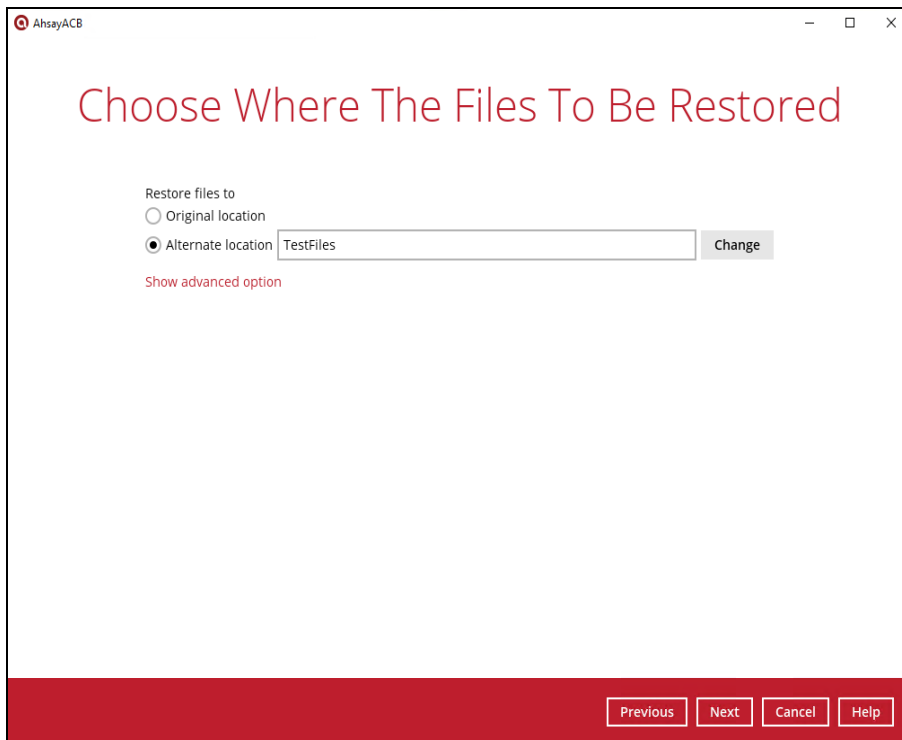 AhsayACB
Choose Where The Files To Be Restored
Restore files to
Original location
Alternate location TestFiles Change
Show advanced option
Previous Next Cancel Help